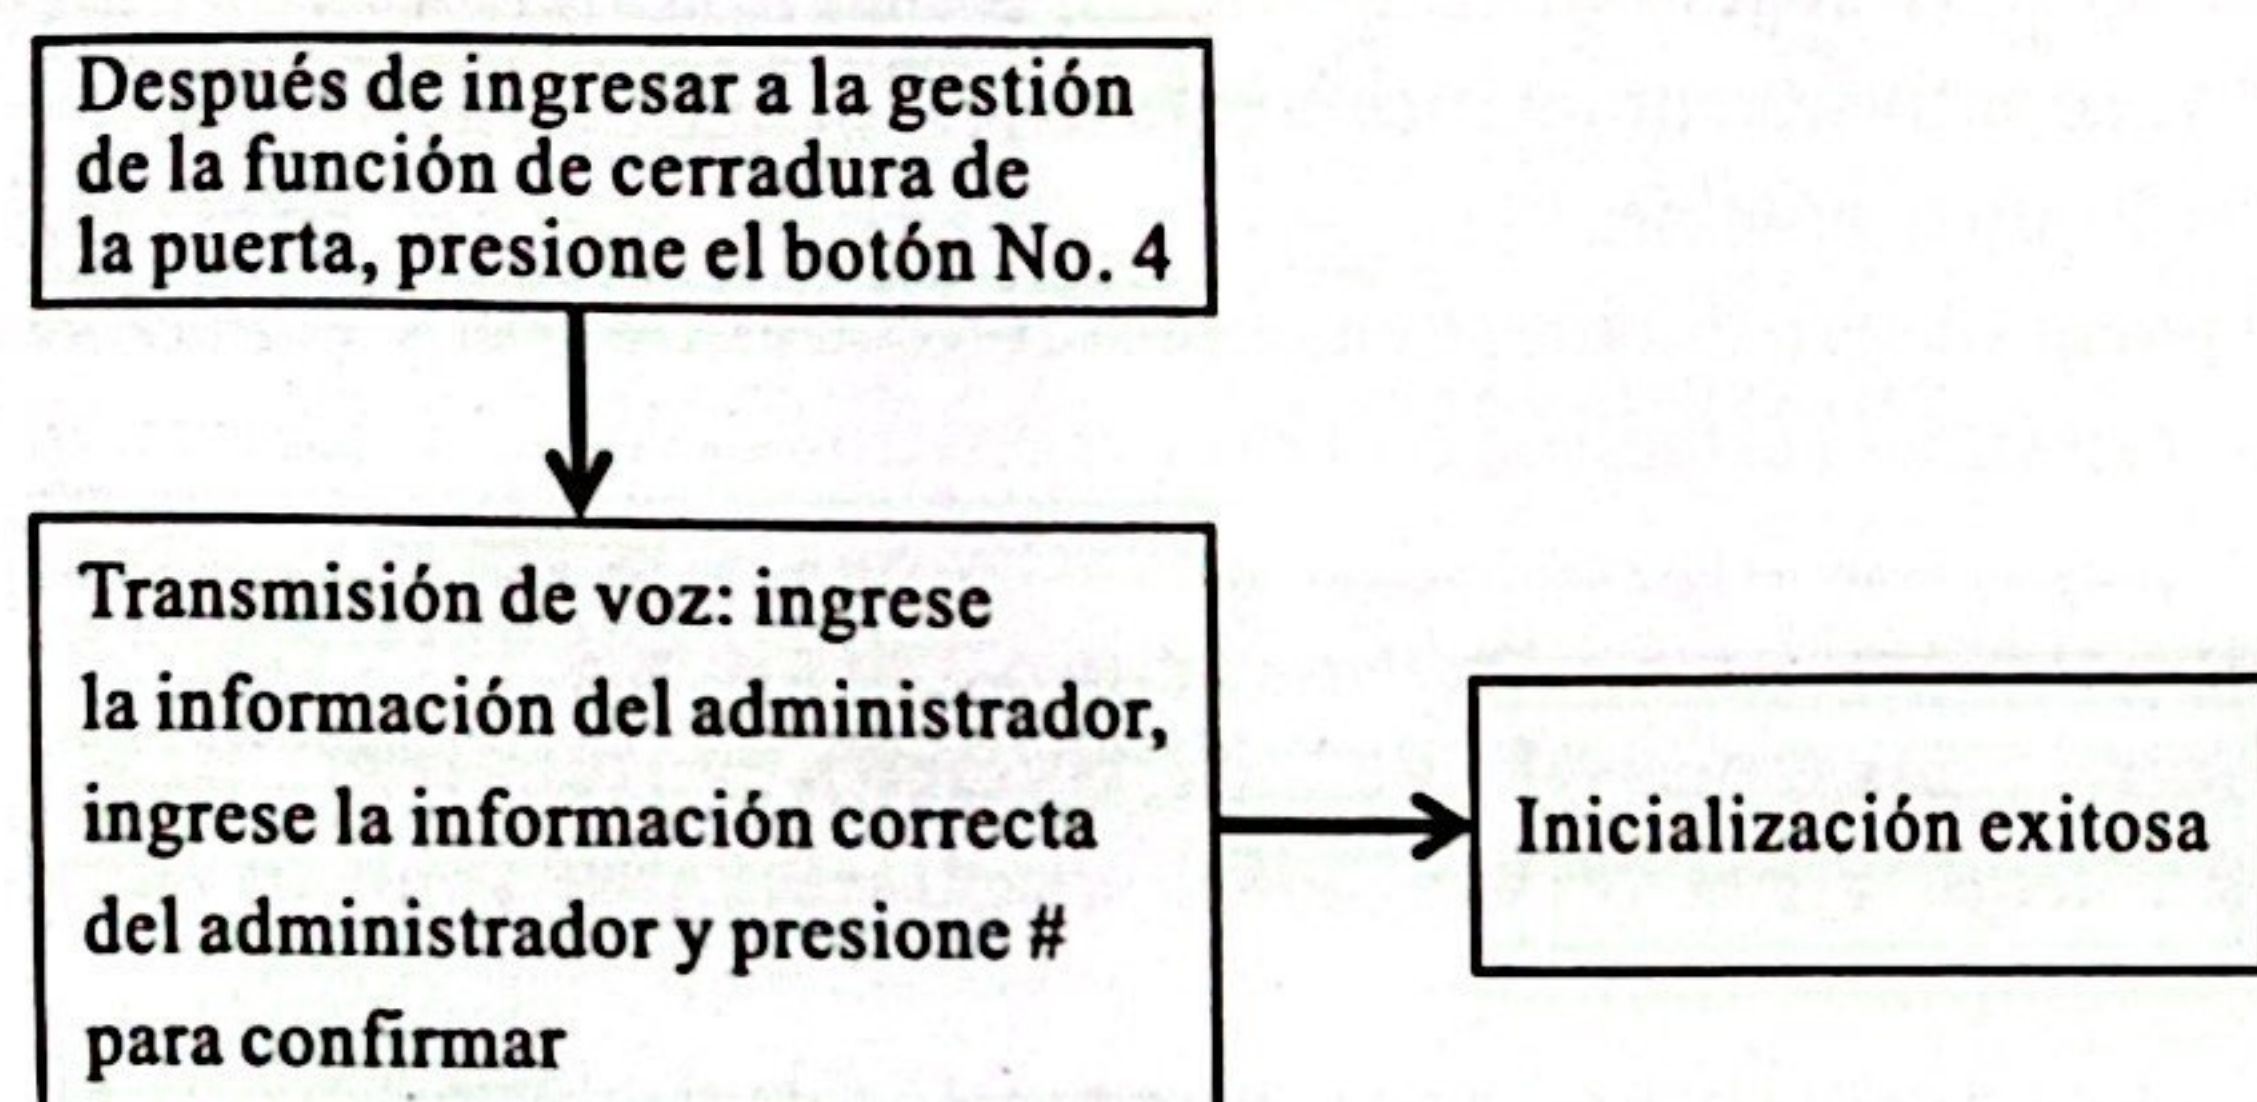 Después de ingresar a la gestión
de la función de cerradura de
la puerta, presione el botón No. 4
Transmisión de voz: ingrese
la información del administrador,
ingrese la información correcta
del administrador y presione #
para confirmar
Inicialización exitosa